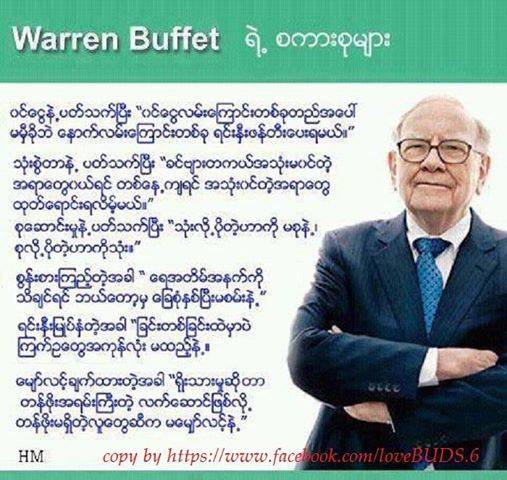 Warren Buffet ရဲ့ စကားစုများ
ဝင်ငွေနဲ့ပတ်သက်ပြီး “ဝင်ငွေလမ်းကြောင်းတစ်ခုတည်အပေါ်
မမှီခိုဘဲ နောက်လမ်းကြောင်းတစ်ခု ရင်းနှီးဖန်တီးပေးရမယ်။”
သုံးစွဲတာနဲ့ ပတ်သက်ပြီး “ခင်ဗျားတကယ်အသုံးမဝင်တဲ့
အရာတွေဝယ်ရင် တစ်နေ့ကျရင် အသုံးဝင်တဲ့အရာတွေ
ထုတ်ရောင်းရလိမ့်မယ်။”
စုဆောင်းမှုနဲ့ပတ်သက်ပြီး “သုံးလို့ပိုတဲ့ဟာကို မစုနဲ့၊
စုလို့ပိုတဲ့ဟာကိုသုံး။”
စွန့်စားကြည့်တဲ့အခါ “ ရေအတိမ်အနက်ကို
သိချင်ရင် ဘယ်တော့မှ ခြေစုံနှစ်ပြီးမစမ်းနဲ့”
ရင်းနှီးမြှပ်နှံတဲ့အခါ “ခြင်းတစ်ခြင်းထဲမှာပဲ
ကြက်ဥတွေအကုန်လုံး မထည့်နဲ့။
မျှော်လင့်ချက်ထားတဲ့အခါ “ရိုးသားမှုဆိုတာ
တန်ဖိုးအရမ်းကြီးတဲ့ လက်ဆောင်ဖြစ်လို့
တန်ဖိုးမရှိတဲ့လူတွေဆီက မမျှော်လင့်နဲ့”
HM copy by https://www.facebook.com/loveBUDS.6